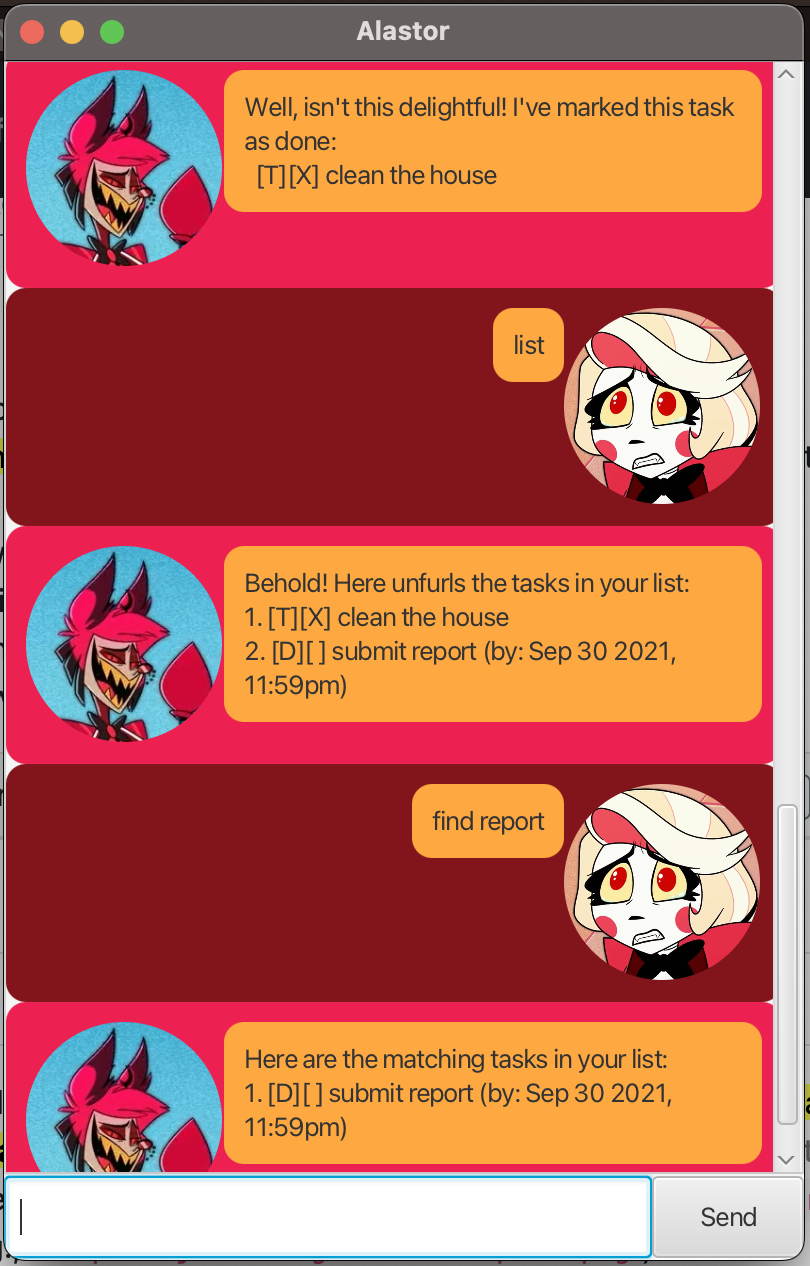 Alastor
Well, isn't this delightful! I've marked this task
as done:
[T][X] clean the house
list
Behold! Here unfurls the tasks in your list:
1. [T][X] clean the house
2. [D][ ] submit report (by: Sep 30 2021,
11:59pm)
find report
Here are the matching tasks in your list:
1. [D][ ] submit report (by: Sep 30 2021,
11:59pm)
Send